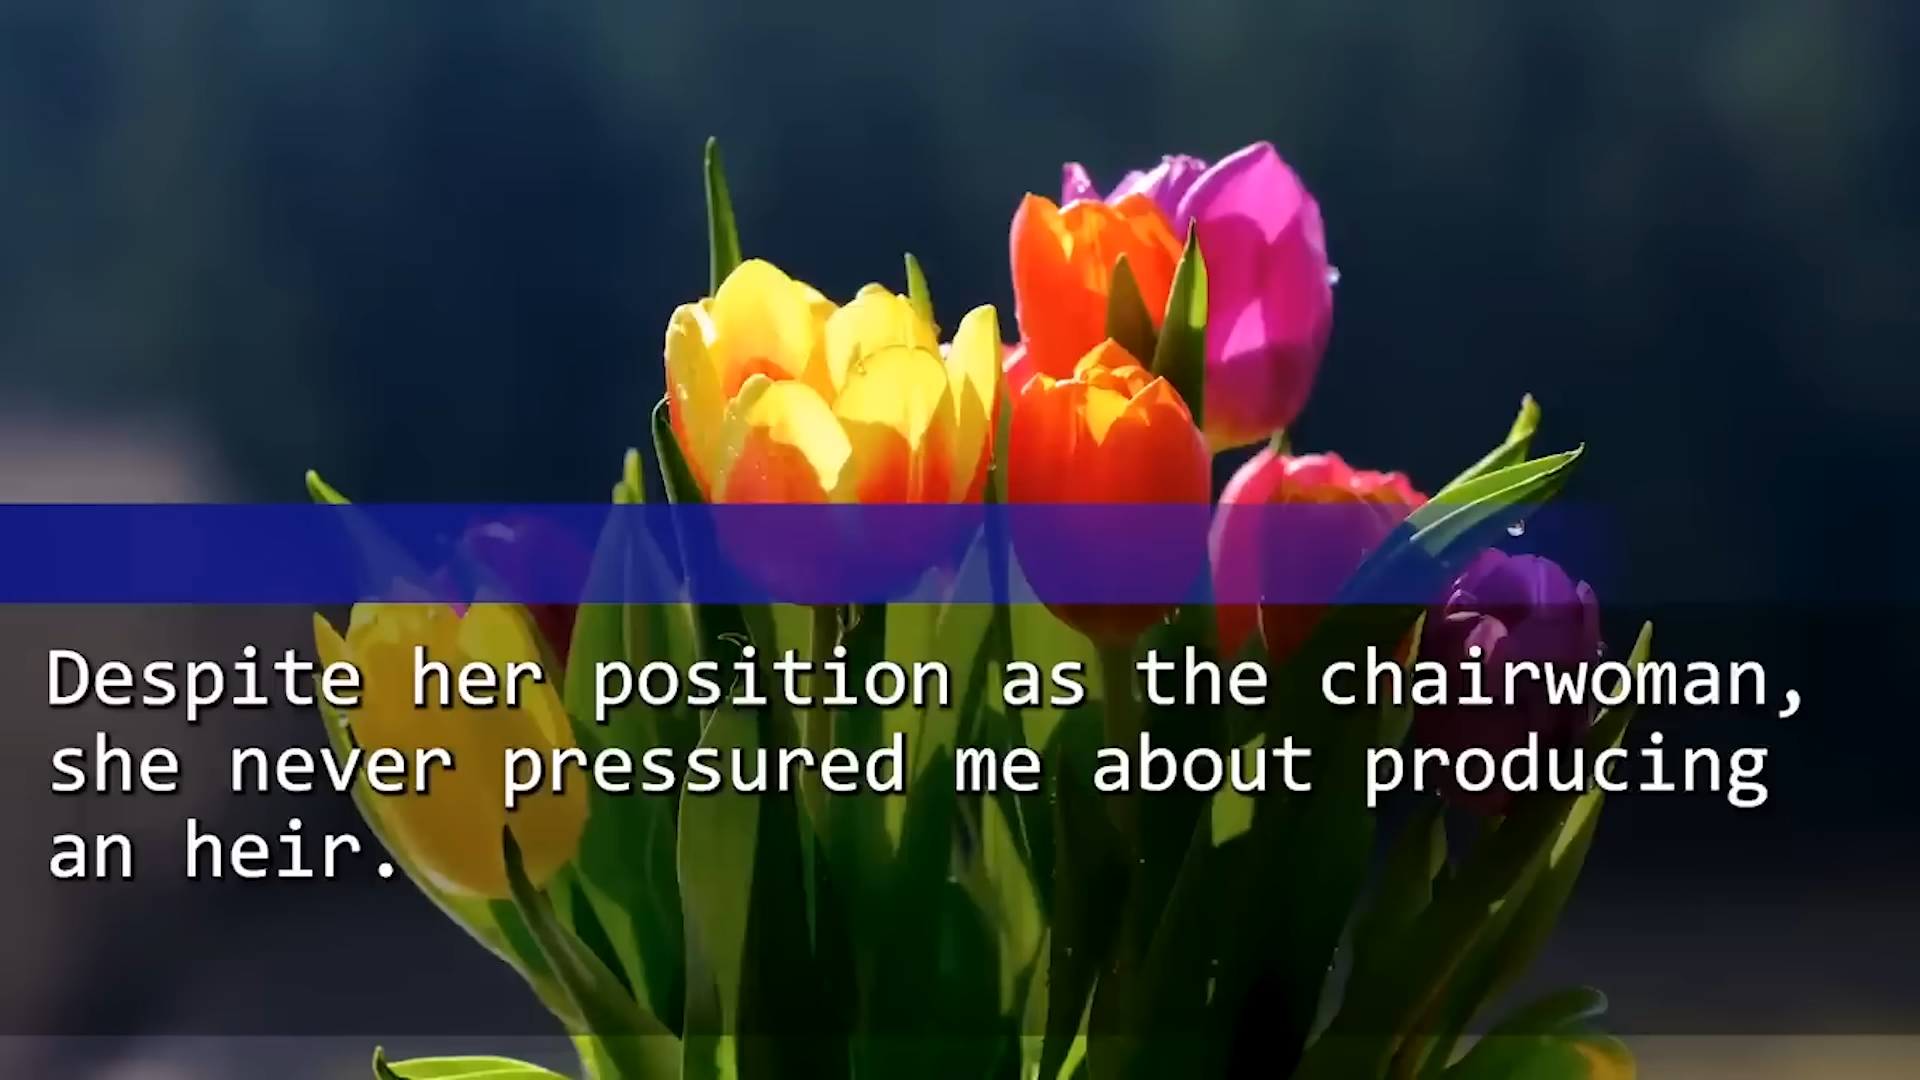 Despite her position as the chairwoman,
she never pressured me about producing
an heir.